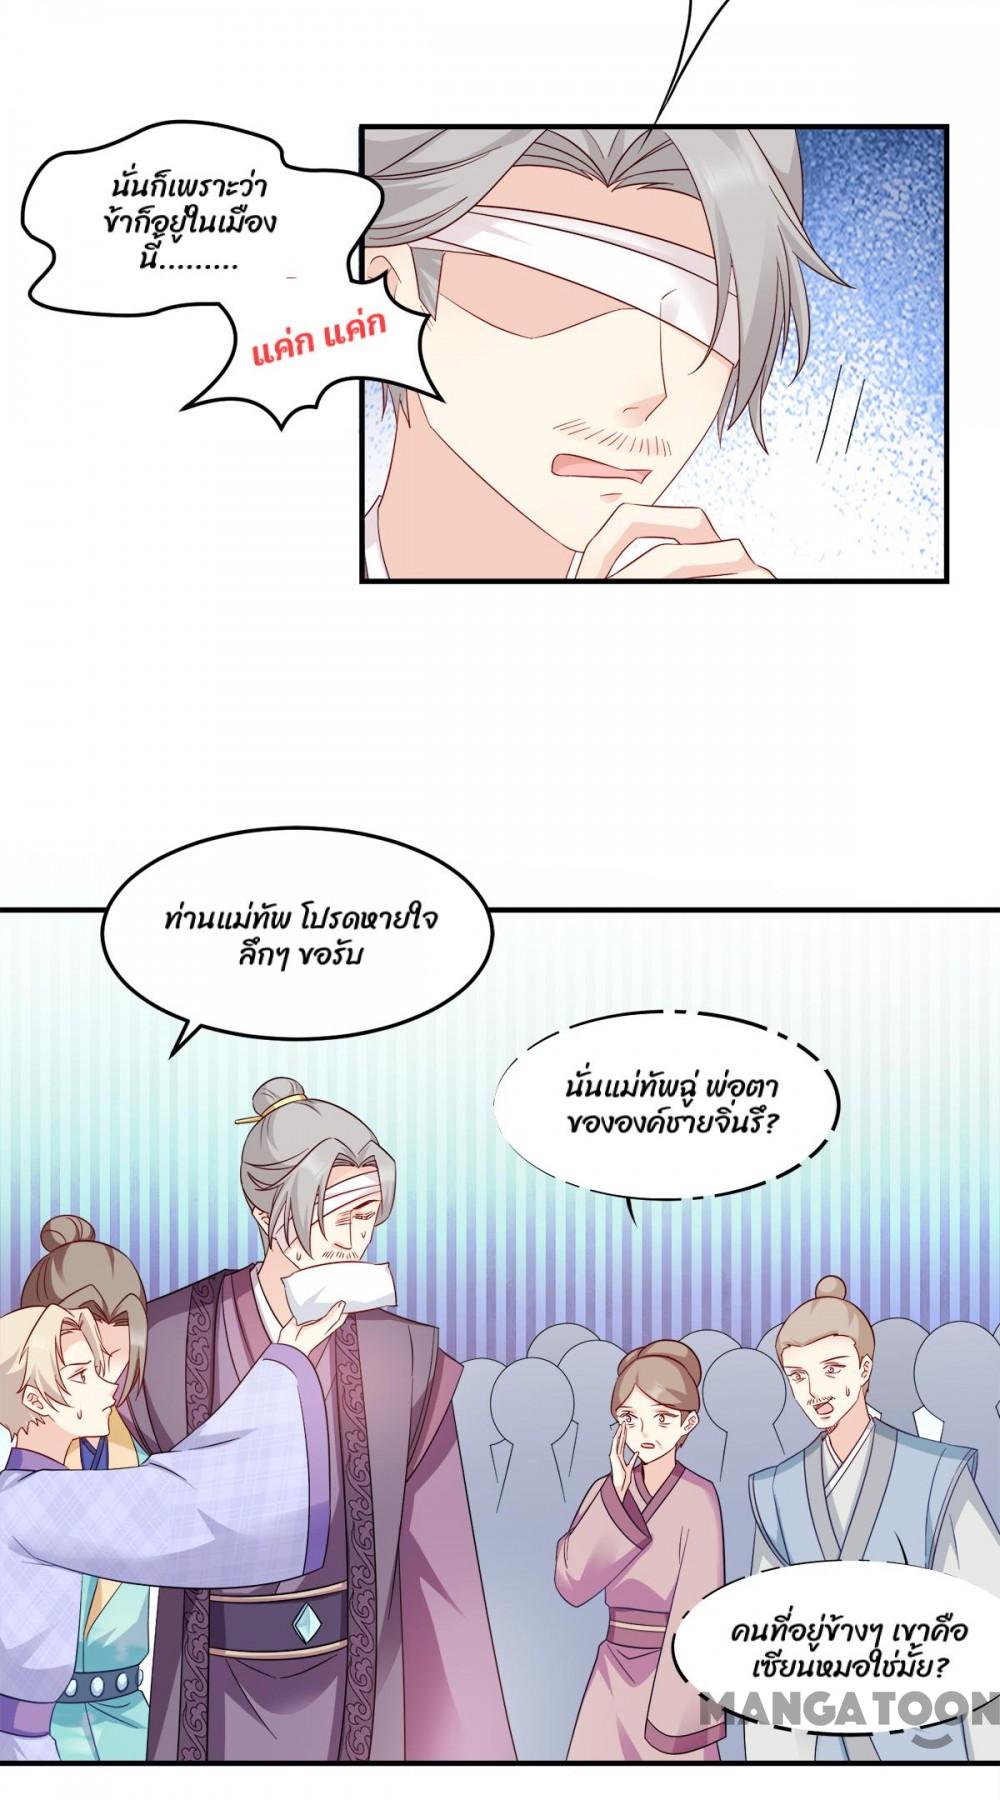 นั่นก็เพราะว่า
ข้าก็อยู่ในเมือง
นี้.........
แค่ก แค่ก
ท่านแม่ทัพ โปรดหายใจ
ลึกๆ ขอรับ
นั่นแม่ทัพฉู่ พ่อตา
ขององค์ชายจิ่นรึ?
คนที่อยู่ข้างๆ เขาคือ
เซียนหมอใช่มั้ย?
MANGATOON